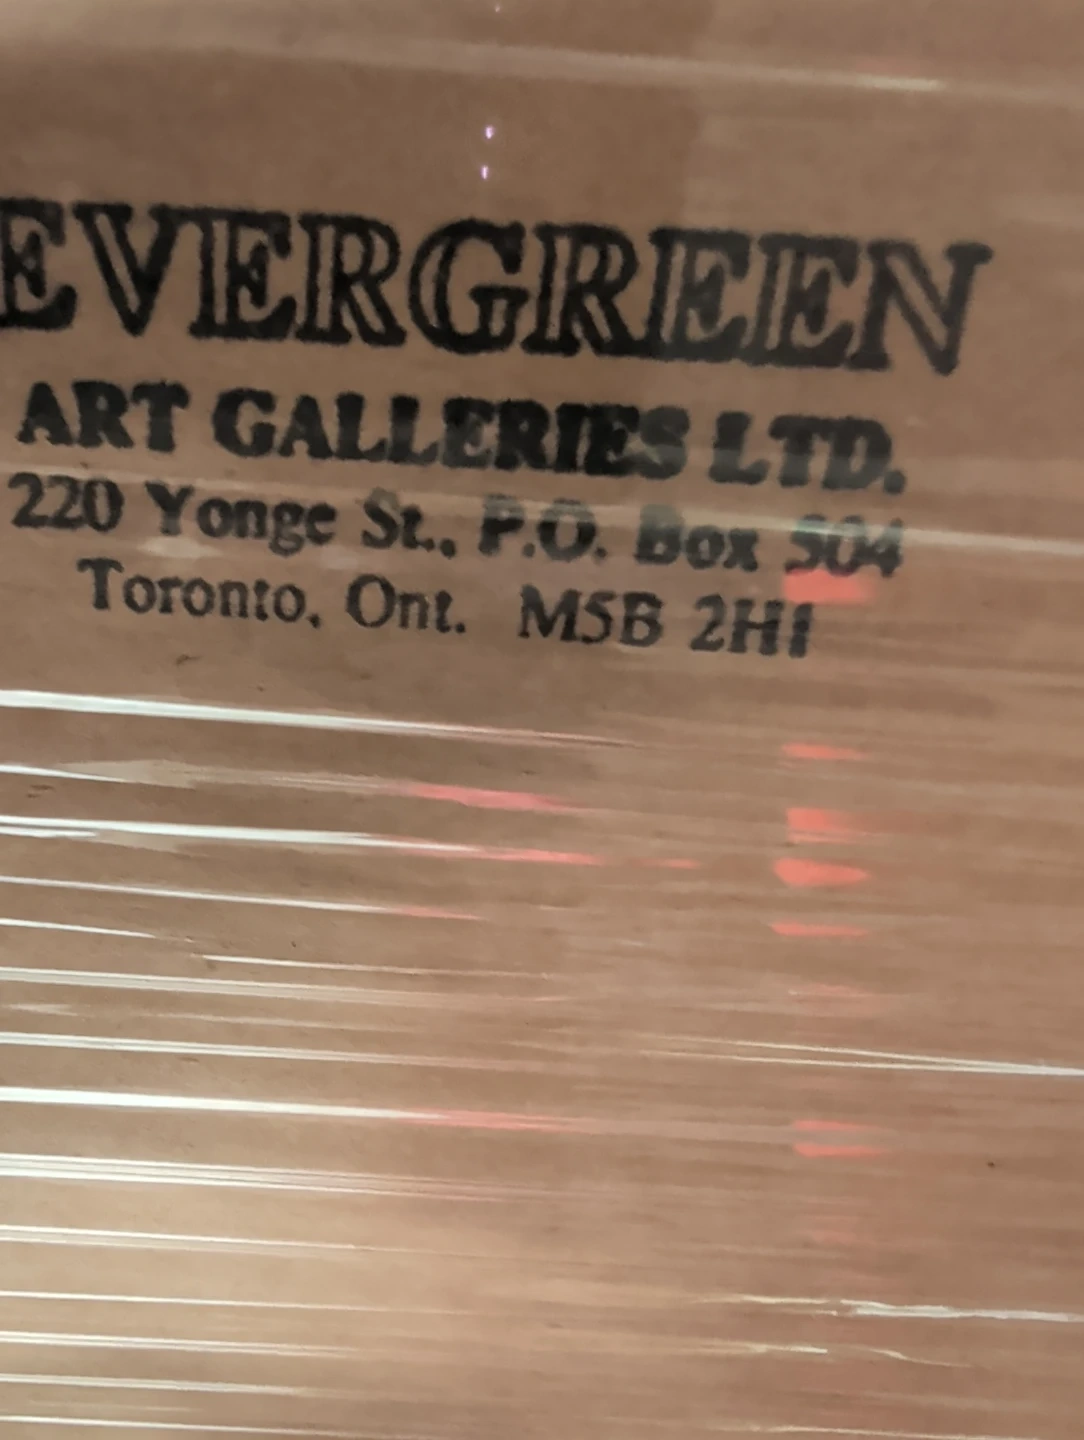 EVERGREEN
ART GALLERIES LTD.
220 Yonge St., P.O. Box 504
Toronto, Ont. M5B 2H1